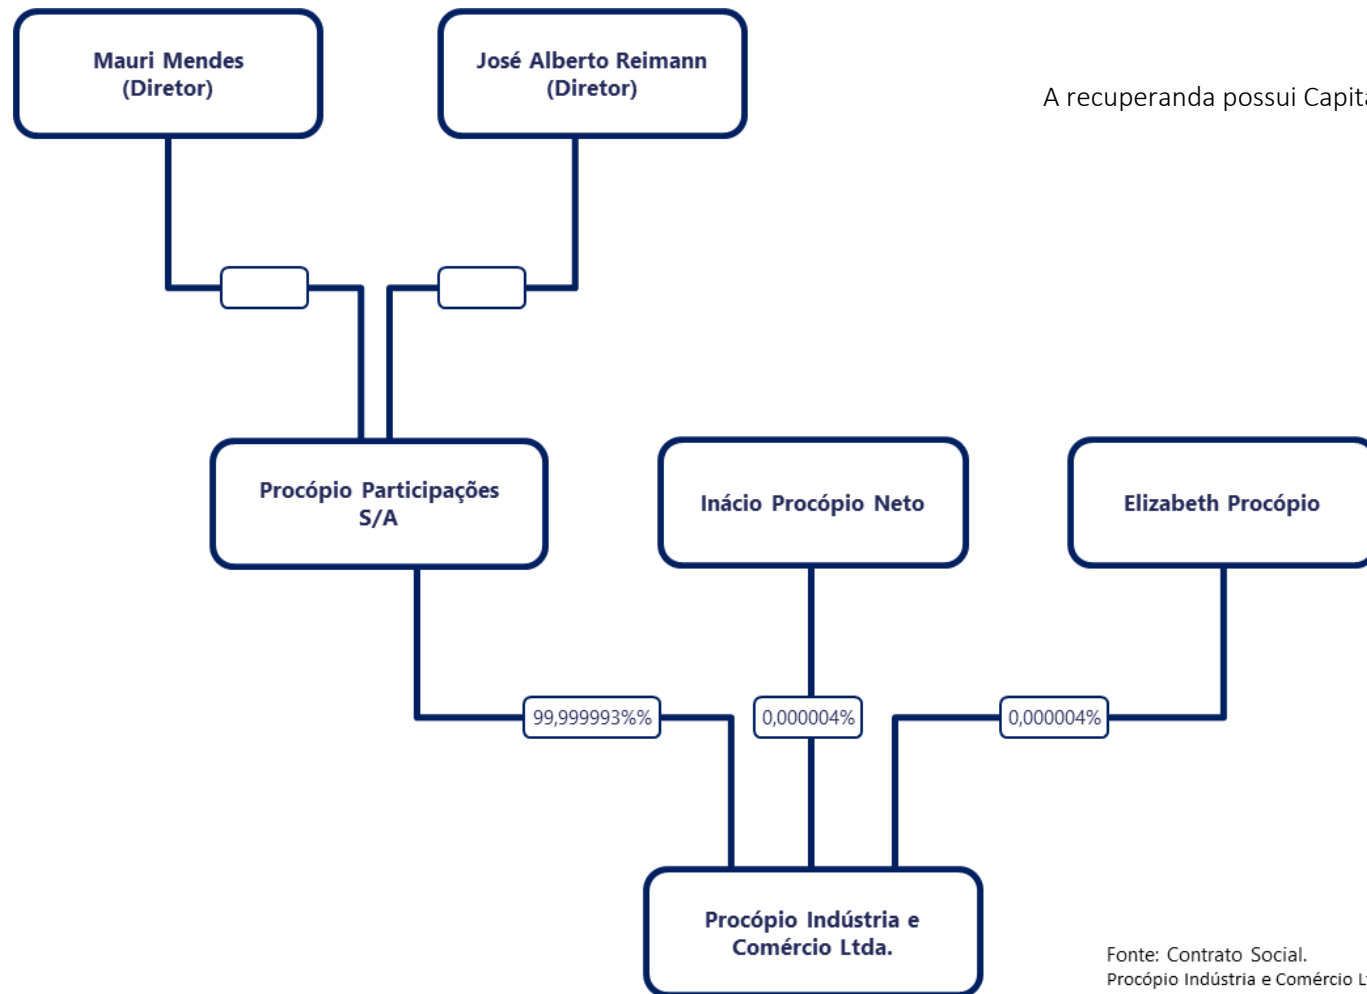 Mauri Mendes
(Diretor)
José Alberto Reimann
(Diretor)
A recuperanda possui
Procópio Participações
S/A
Inácio Procópio Neto
Elizabeth Procópio
99,999993%%
0,000004%
0,000004%
Procópio Indústria e
Comércio Ltda.
Fonte: Contrato Social.
Procópio Indústria e Comércio